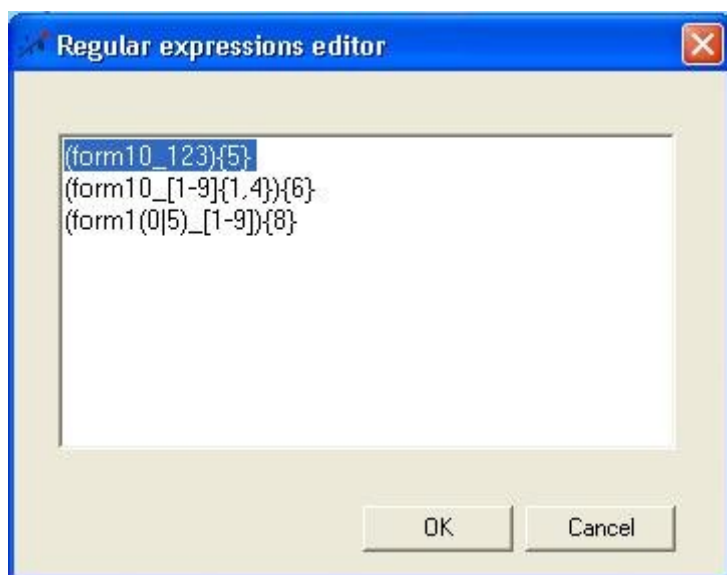 Regular expressions editor
(form10_123){5}
(form10_[1-9]{1,4}){6}
(form1(0|5)_[1-9]){8}
OK
Cancel